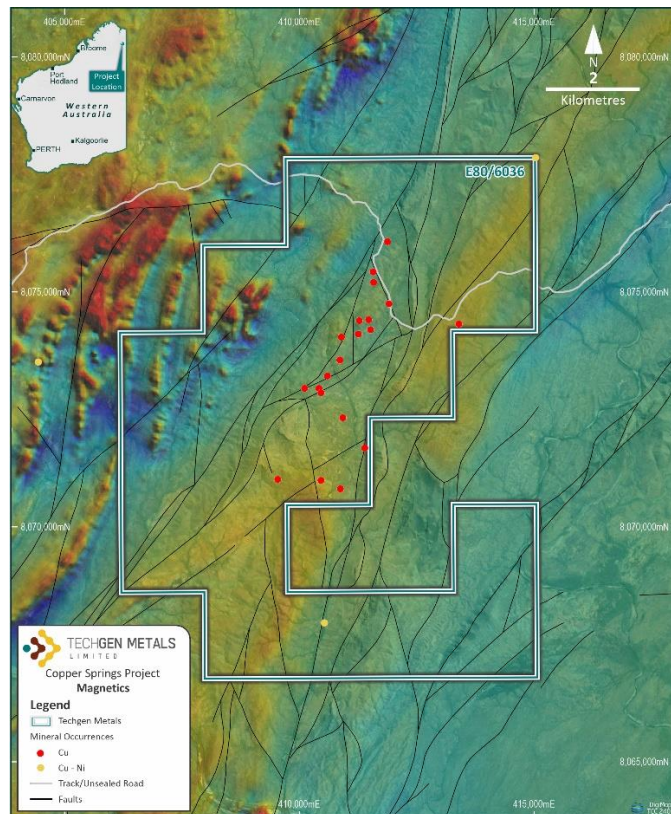 405,000mE
410,000mE
415,000mE
8,080,000mN
8,080,000mN
Broome
Port
Hedland
Project
Location
Carnarvon
Western
Australia
Kalgoorlie
PERTH
N
2
Kilometres
E80/6036
8,075,000mN
8,075,000mN
8,070,000mN
8,070,000mN
8,065,000mN
TECHGEN METALS
LIMITED
Copper Springs Project
Magnetics
Legend
Techgen Metals
Mineral Occurrences
Cu
Cu - Ni
Track/Unsealed Road
Faults
410,000mE
415,000mE